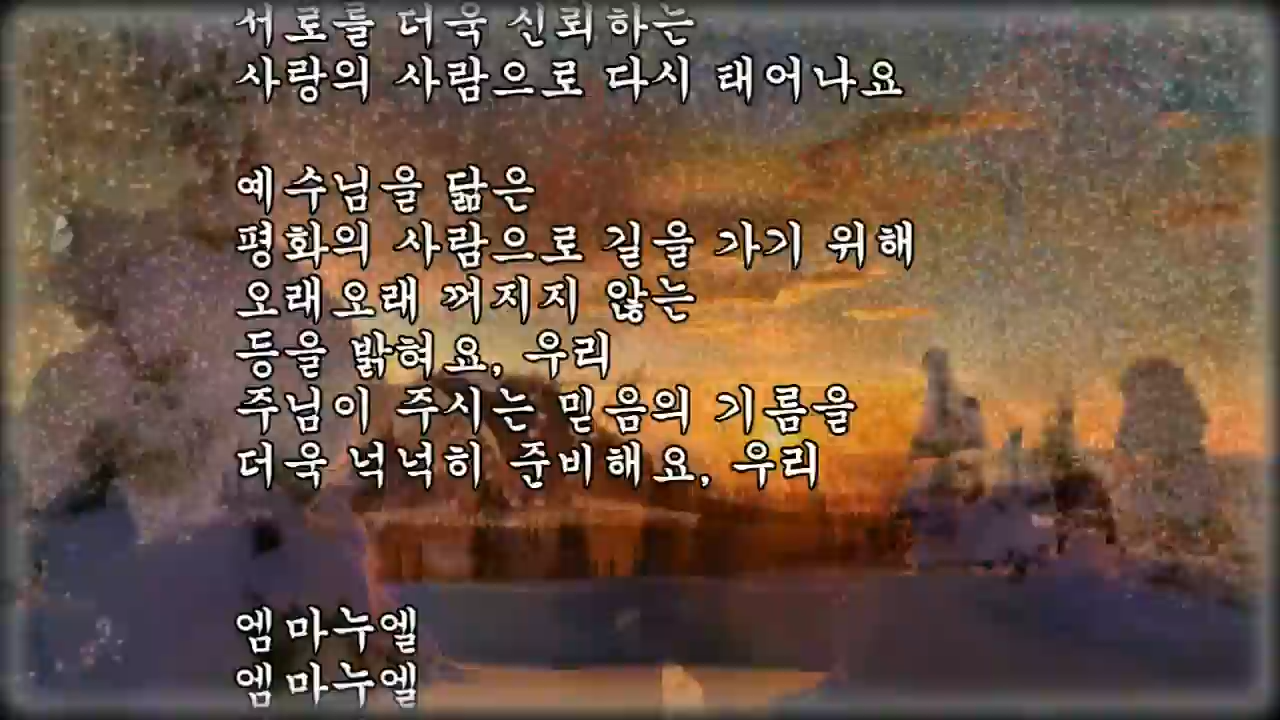 서로를 더욱 신뢰하는
사랑의 사람으로 다시 태어나요
예수님을 닮은
평화의 사람으로 길을 가기 위해
오래오래 꺼지지 않는
등을 밝혀요, 우리
주님이 주시는 믿음의 기름을
더욱 넉넉히 준비해요, 우리
엠마누엘
엠마누엘